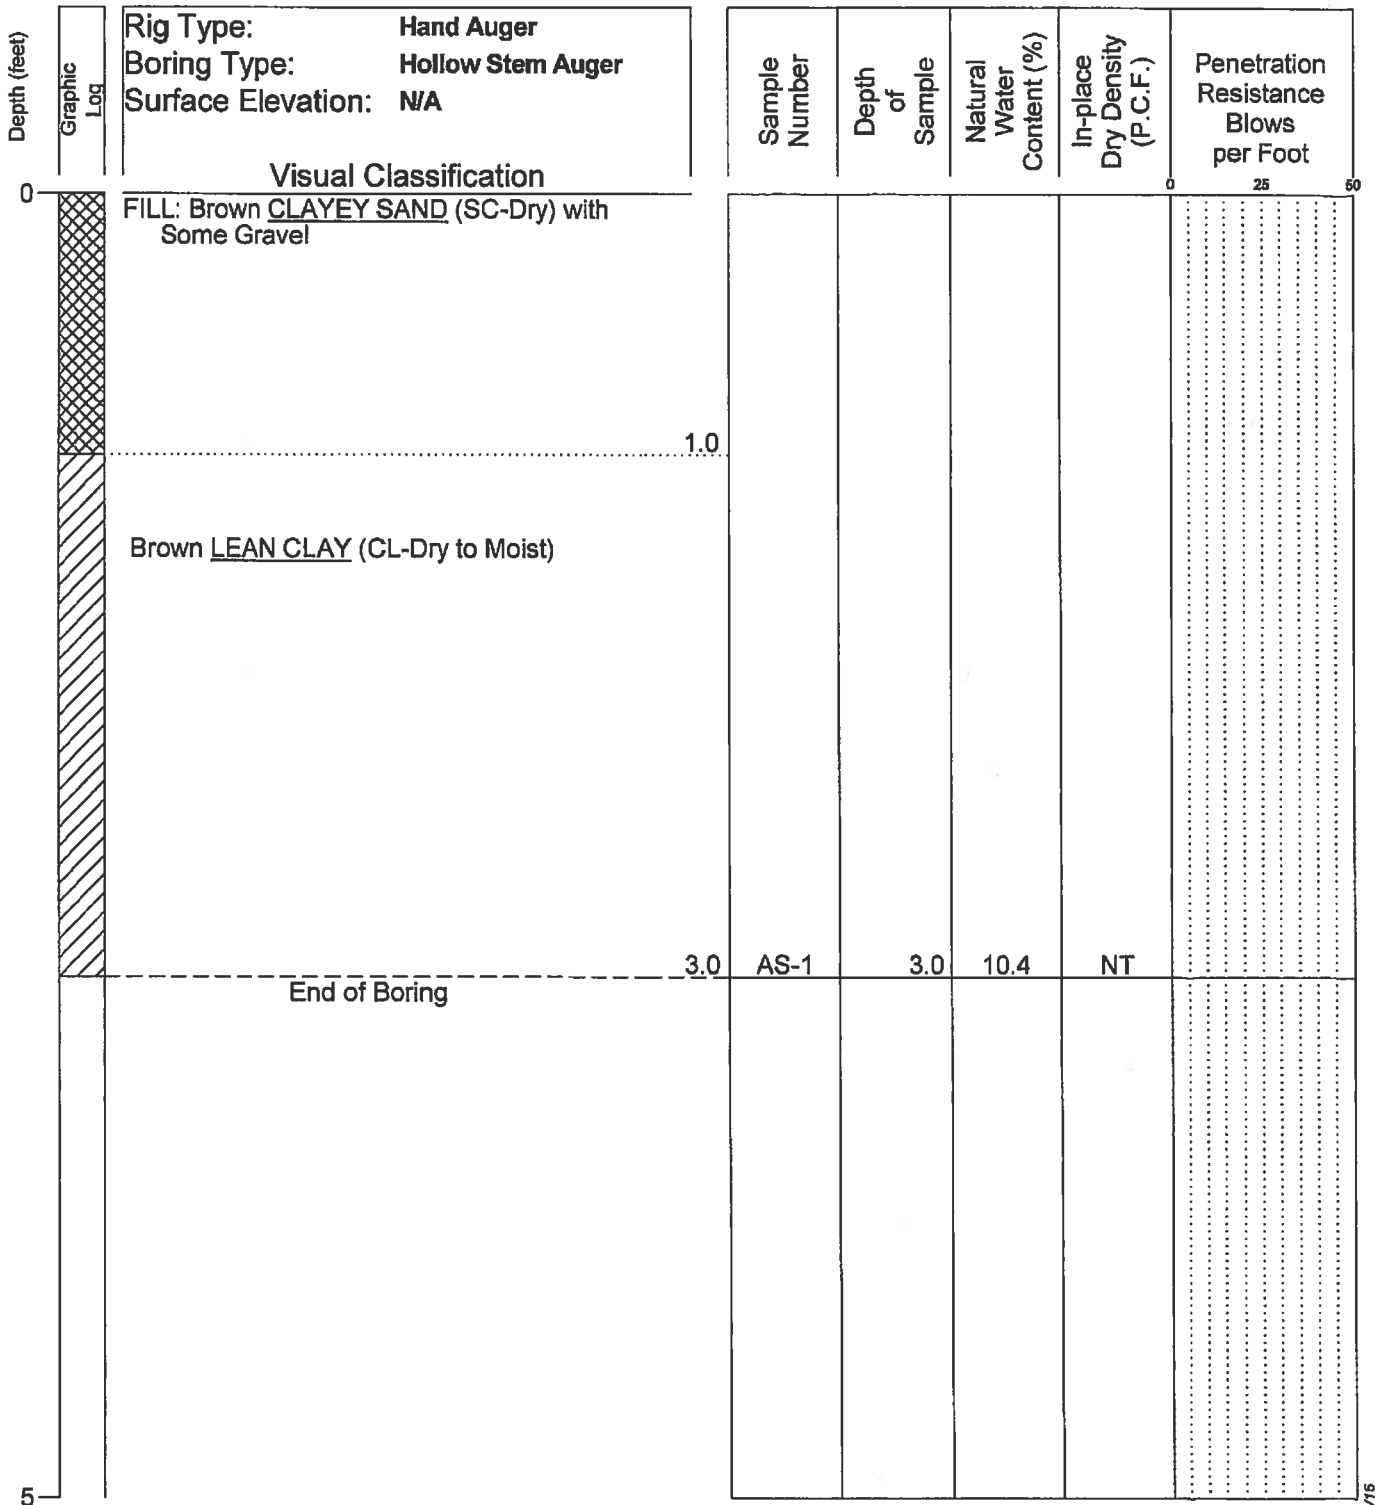 Depth (feet)
Graphic
Log
Rig Type: Hand Auger
Boring Type: Hollow Stem Auger
Surface Elevation: N/A
Visual Classification
Sample
Number
Depth
of
Sample
Natural
Water
Content (%)
In-place
Dry Density
(P.C.F.)
Penetration
Resistance
Blows
per Foot
0 25 50
0
FILL: Brown CLAYEY SAND (SC-Dry) with
Some Gravel
1.0
Brown LEAN CLAY (CL-Dry to Moist)
3.0 AS-1 3.0 10.4 NT
End of Boring
5
/16